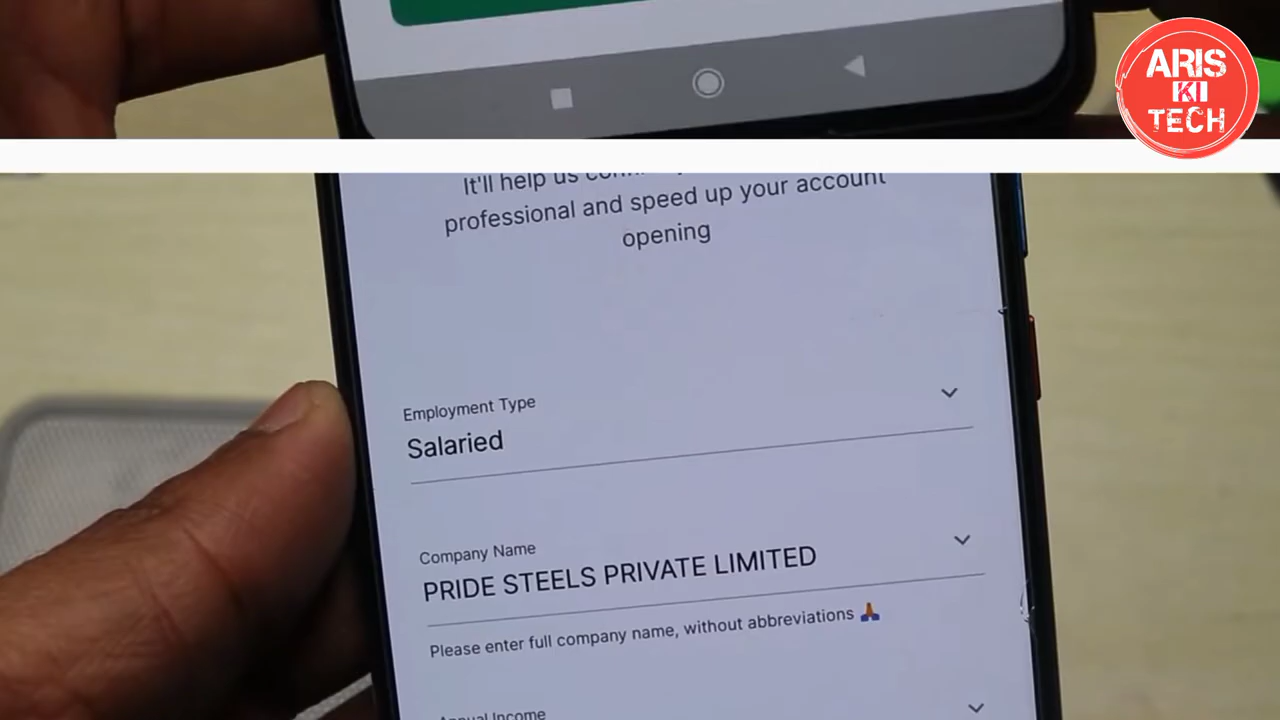 ARIS
KI
TECH
It'll help us
professional and speed up your account
opening
Employment Type
Salaried
Company Name
PRIDE STEELS PRIVATE LIMITED
Please enter full company name, without abbreviations 🙏
Annual Income